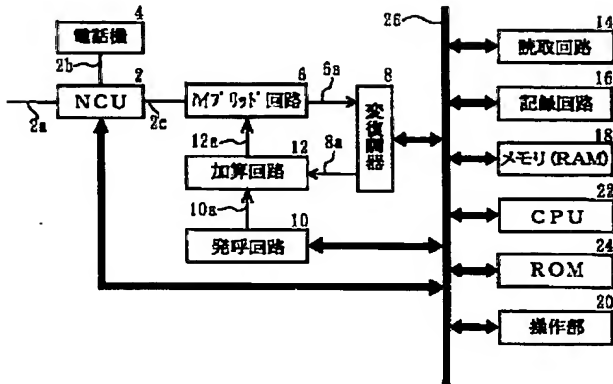 4
電話機
2b
2
NCU
2a
2c
6
ハイブリッド回路
6a
8
変復調器
12a
12
加算回路
8a
10a
10
発呼回路
26
14
読取回路
16
記録回路
18
メモリ(RAM)
22
CPU
24
ROM
20
操作部